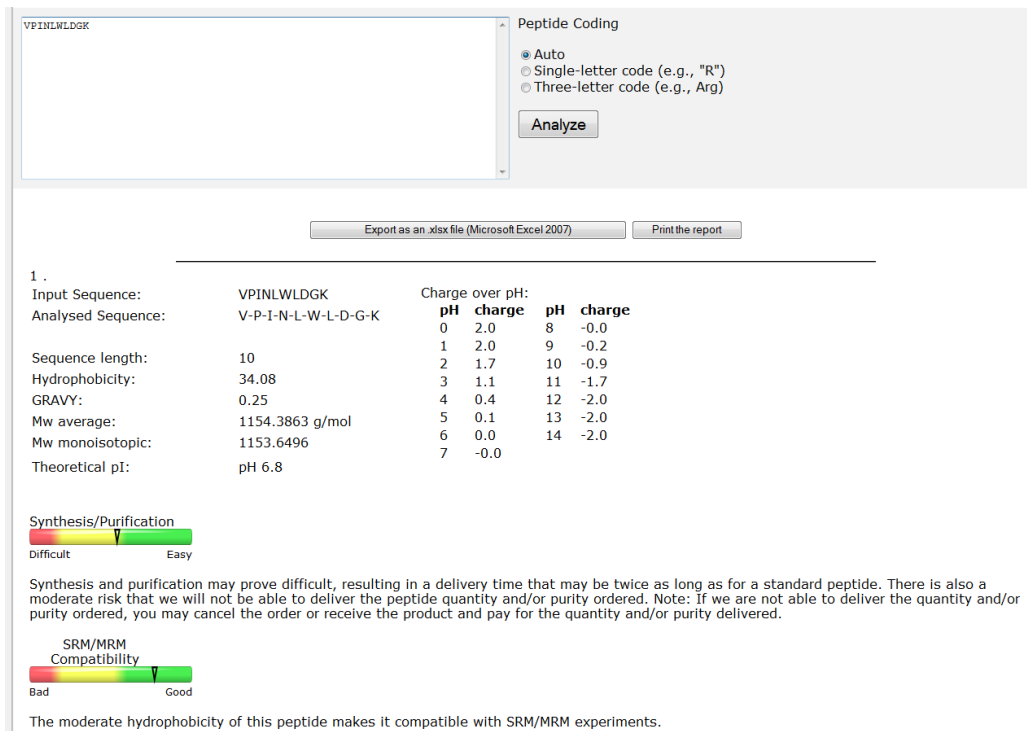 VPINLWLDGK
Peptide Coding
Auto
Single-letter code (e.g., "R")
Three-letter code (e.g., Arg)
Analyze
Export as an .xlsx file (Microsoft Excel 2007) Print the report
1 .
Input Sequence: VPINLWLDGK
Analysed Sequence: V-P-I-N-L-W-L-D-G-K
Sequence length: 10
Hydrophobicity: 34.08
GRAVY: 0.25
Mw average: 1154.3863 g/mol
Mw monoisotopic: 1153.6496
Theoretical pI: pH 6.8
Charge over pH:
pH charge pH charge
0 2.0 8 -0.0
1 2.0 9 -0.2
2 1.7 10 -0.9
3 1.1 11 -1.7
4 0.4 12 -2.0
5 0.1 13 -2.0
6 0.0 14 -2.0
7 -0.0
Synthesis/Purification
Difficult Easy
Synthesis and purification may prove difficult, resulting in a delivery time that may be twice as long as for a standard peptide. There is also a
moderate risk that we will not be able to deliver the peptide quantity and/or purity ordered. Note: If we are not able to deliver the quantity and/or
purity ordered, you may cancel the order or receive the product and pay for the quantity and/or purity delivered.
SRM/MRM
Compatibility
Bad Good
The moderate hydrophobicity of this peptide makes it compatible with SRM/MRM experiments.